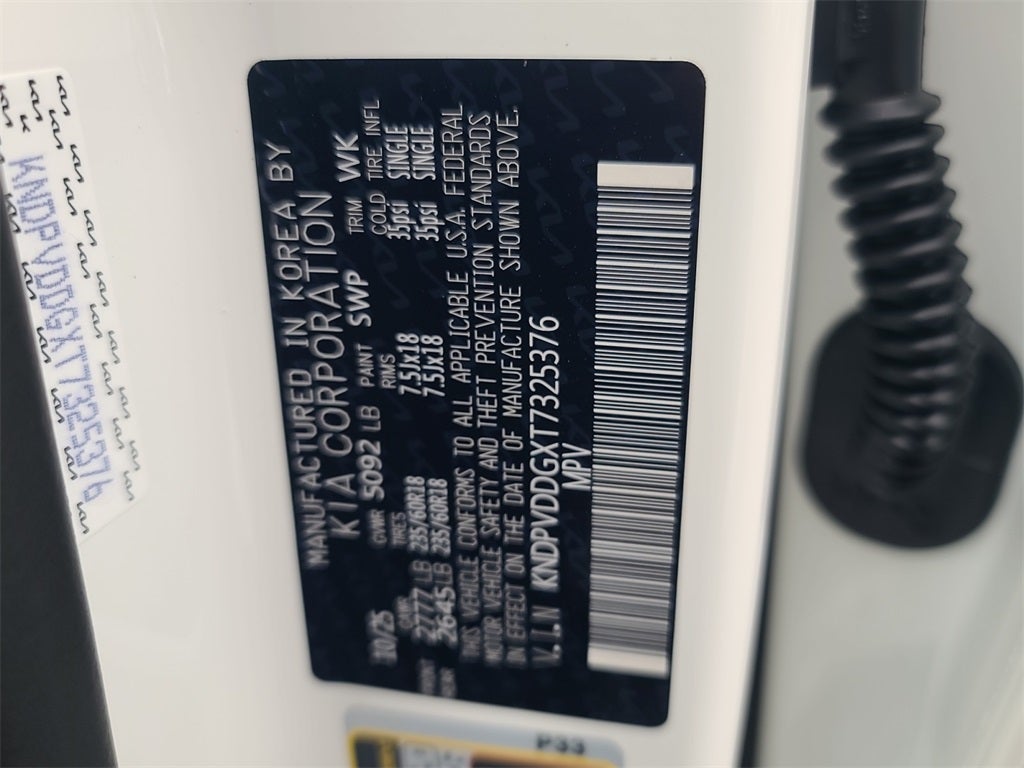 MANUFACTURED IN KOREA BY
KIA CORPORATION
10/25 GVWR 5092 LB PAINT SWP TRIM WK
GAWR TIRES RIMS COLD TIRE INFL
2777 LB 235/60R18 7.5Jx18 35psi SINGLE
2645 LB 235/60R18 7.5Jx18 35psi SINGLE
THIS VEHICLE CONFORMS TO ALL APPLICABLE U.S.A. FEDERAL
MOTOR VEHICLE SAFETY AND THEFT PREVENTION STANDARDS
IN EFFECT ON THE DATE OF MANUFACTURE SHOWN ABOVE.
V.I.N KNDPVDDGXT7325376
MPV
KNDPVDDGXT7325376
P33